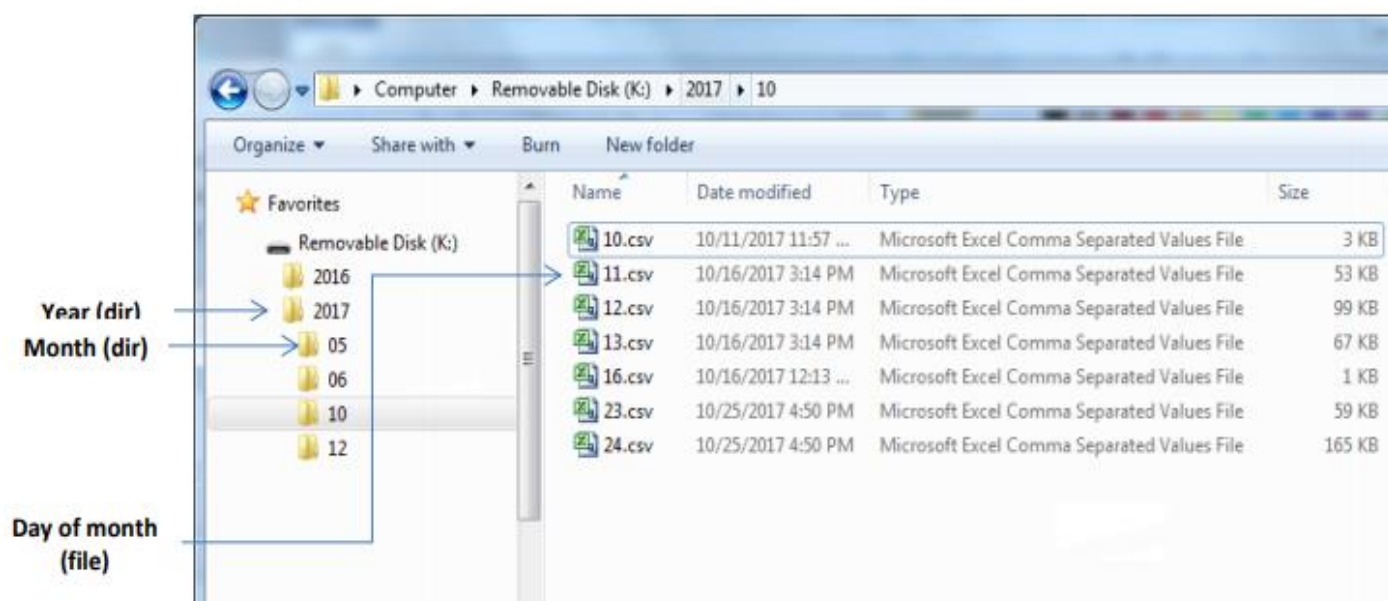 Computer ▸ Removable Disk (K:) ▸ 2017 ▸ 10
Organize ▼ Share with ▼ Burn New folder
Favorites
Removable Disk (K:)
2016
2017
05
06
10
12
Name Date modified Type Size
10.csv 10/11/2017 11:57 ... Microsoft Excel Comma Separated Values File 3 KB
11.csv 10/16/2017 3:14 PM Microsoft Excel Comma Separated Values File 53 KB
12.csv 10/16/2017 3:14 PM Microsoft Excel Comma Separated Values File 99 KB
13.csv 10/16/2017 3:14 PM Microsoft Excel Comma Separated Values File 67 KB
16.csv 10/16/2017 12:13 ... Microsoft Excel Comma Separated Values File 1 KB
23.csv 10/25/2017 4:50 PM Microsoft Excel Comma Separated Values File 59 KB
24.csv 10/25/2017 4:50 PM Microsoft Excel Comma Separated Values File 165 KB
Year (dir)
Month (dir)
Day of month
(file)